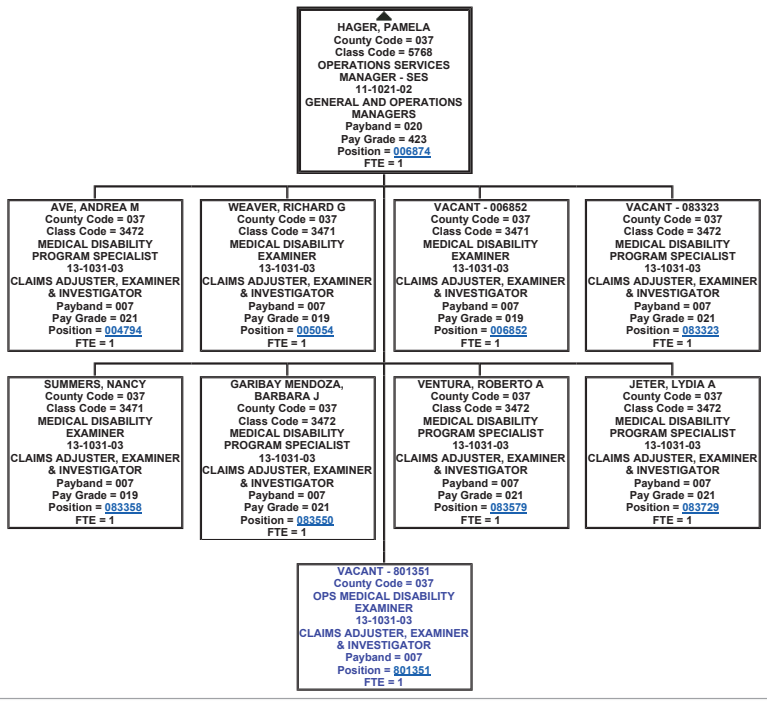 HAGER, PAMELA
County Code = 037
Class Code = 5768
OPERATIONS SERVICES
MANAGER - SES
11-1021-02
GENERAL AND OPERATIONS
MANAGERS
Payband = 020
Pay Grade = 423
Position = 006874
FTE = 1
AVE, ANDREA M
County Code = 037
Class Code = 3472
MEDICAL DISABILITY
PROGRAM SPECIALIST
13-1031-03
CLAIMS ADJUSTER, EXAMINER
& INVESTIGATOR
Payband = 007
Pay Grade = 021
Position = 004794
FTE = 1
WEAVER, RICHARD G
County Code = 037
Class Code = 3471
MEDICAL DISABILITY
EXAMINER
13-1031-03
CLAIMS ADJUSTER, EXAMINER
& INVESTIGATOR
Payband = 007
Pay Grade = 019
Position = 005054
FTE = 1
VACANT - 006852
County Code = 037
Class Code = 3471
MEDICAL DISABILITY
EXAMINER
13-1031-03
CLAIMS ADJUSTER, EXAMINER
& INVESTIGATOR
Payband = 007
Pay Grade = 019
Position = 006852
FTE = 1
VACANT - 083323
County Code = 037
Class Code = 3472
MEDICAL DISABILITY
PROGRAM SPECIALIST
13-1031-03
CLAIMS ADJUSTER, EXAMINER
& INVESTIGATOR
Payband = 007
Pay Grade = 021
Position = 083323
FTE = 1
SUMMERS, NANCY
County Code = 037
Class Code = 3471
MEDICAL DISABILITY
EXAMINER
13-1031-03
CLAIMS ADJUSTER, EXAMINER
& INVESTIGATOR
Payband = 007
Pay Grade = 019
Position = 083358
FTE = 1
GARIBAY MENDOZA,
BARBARA J
County Code = 037
Class Code = 3472
MEDICAL DISABILITY
PROGRAM SPECIALIST
13-1031-03
CLAIMS ADJUSTER, EXAMINER
& INVESTIGATOR
Payband = 007
Pay Grade = 021
Position = 083550
FTE = 1
VENTURA, ROBERTO A
County Code = 037
Class Code = 3472
MEDICAL DISABILITY
PROGRAM SPECIALIST
13-1031-03
CLAIMS ADJUSTER, EXAMINER
& INVESTIGATOR
Payband = 007
Pay Grade = 021
Position = 083579
FTE = 1
JETER, LYDIA A
County Code = 037
Class Code = 3472
MEDICAL DISABILITY
PROGRAM SPECIALIST
13-1031-03
CLAIMS ADJUSTER, EXAMINER
& INVESTIGATOR
Payband = 007
Pay Grade = 021
Position = 083729
FTE = 1
VACANT - 801351
County Code = 037
OPS MEDICAL DISABILITY
EXAMINER
13-1031-03
CLAIMS ADJUSTER, EXAMINER
& INVESTIGATOR
Payband = 007
Position = 801351
FTE = 1